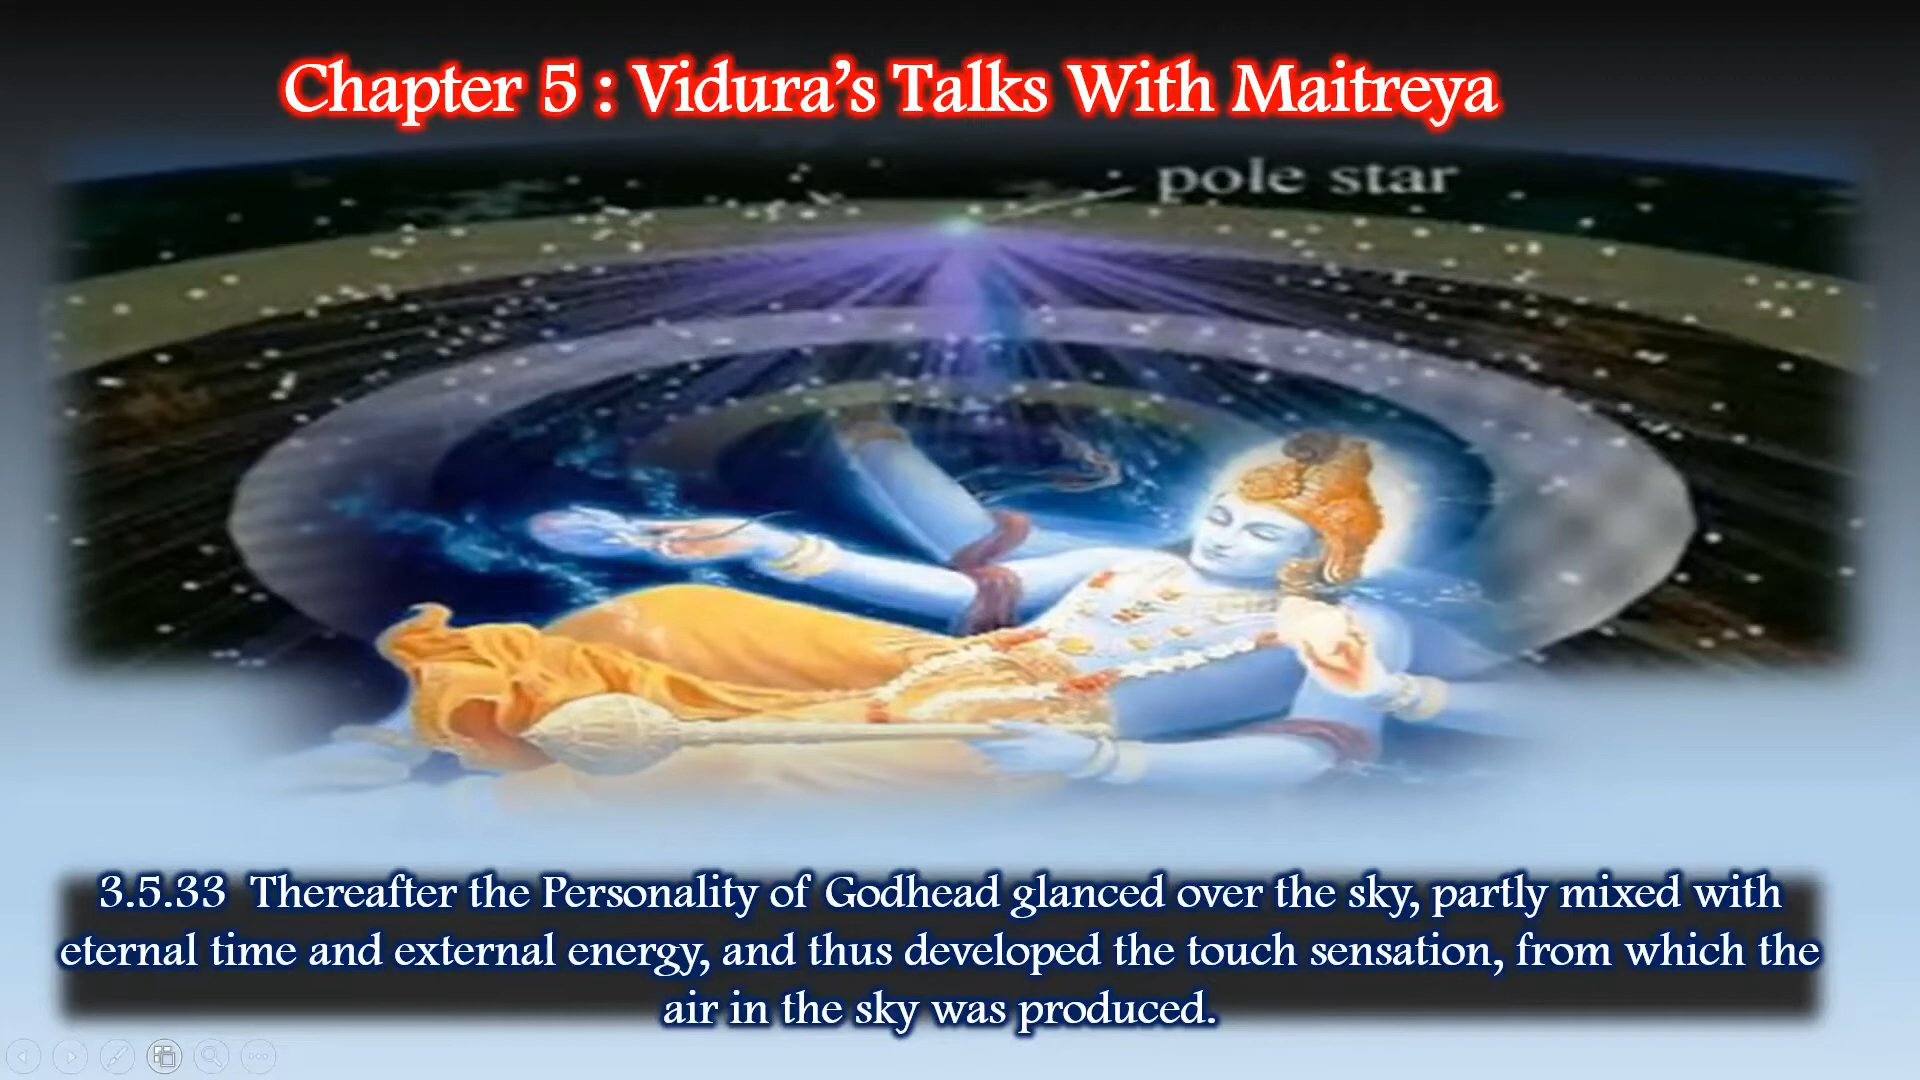 Chapter 5 : Vidura’s Talks With Maitreya
pole star
3.5.33 Thereafter the Personality of Godhead glanced over the sky, partly mixed with
eternal time and external energy, and thus developed the touch sensation, from which the
air in the sky was produced.